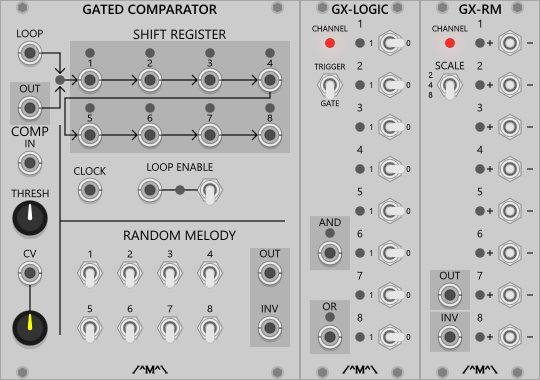 GATED COMPARATOR
LOOP
SHIFT REGISTER
1 2 3 4
OUT
5 6 7 8
COMP
IN
CLOCK
LOOP ENABLE
THRESH
RANDOM MELODY
CV
1 2 3 4
OUT
5 6 7 8
INV
/^M^\
GX-LOGIC
CHANNEL
1
1 0
TRIGGER
2
1 0
GATE
3
1 0
4
1 0
5
1 0
AND
6
1 0
7
1 0
OR
8
1 0
/^M^\
GX-RM
CHANNEL
1
+ −
SCALE
2
2
4
8
+ −
3
+ −
4
+ −
5
+ −
6
+ −
OUT
7
+ −
INV
8
+ −
/^M^\